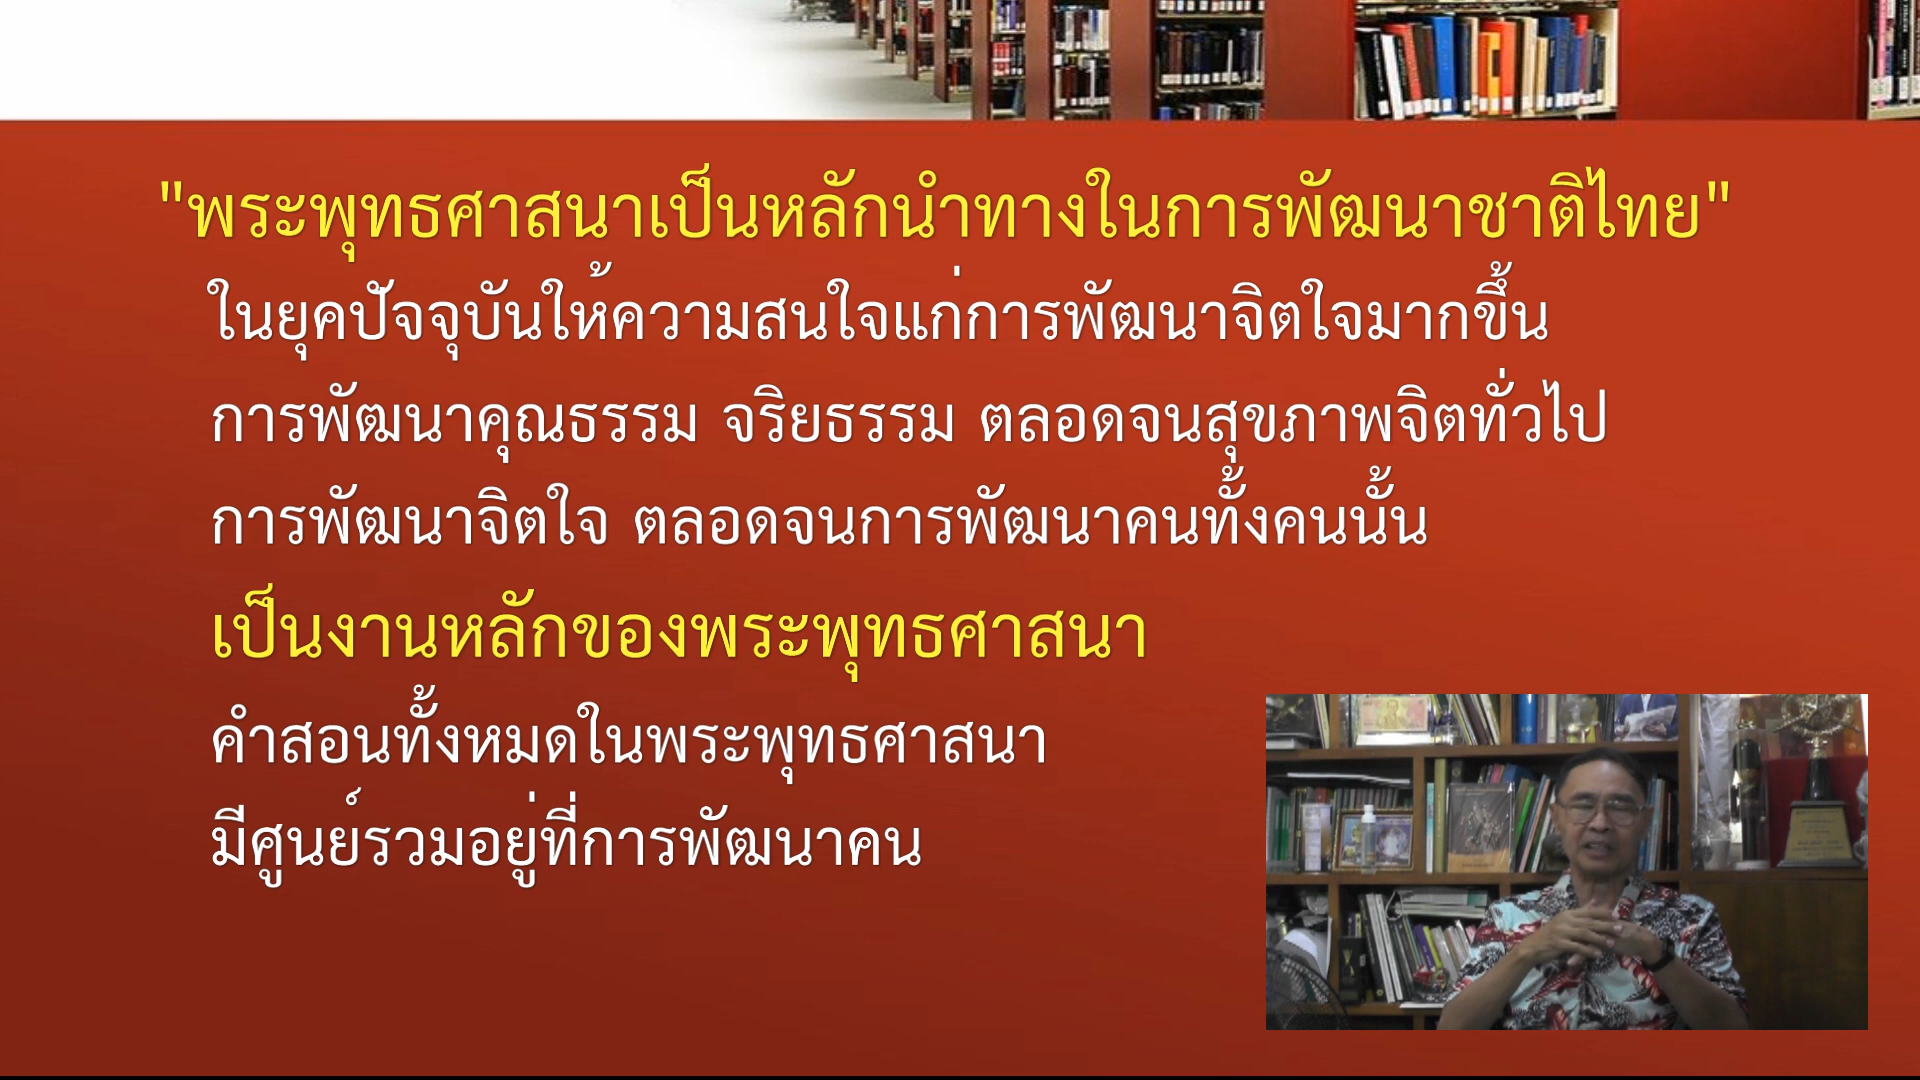 "พระพุทธศาสนาเป็นหลักนำทางในการพัฒนาชาติไทย"
ในยุคปัจจุบันให้ความสนใจแก่การพัฒนาจิตใจมากขึ้น
การพัฒนาคุณธรรม จริยธรรม ตลอดจนสุขภาพจิตทั่วไป
การพัฒนาจิตใจ ตลอดจนการพัฒนาคนทั้งคนนั้น
เป็นงานหลักของพระพุทธศาสนา
คำสอนทั้งหมดในพระพุทธศาสนา
มีศูนย์รวมอยู่ที่การพัฒนาคน